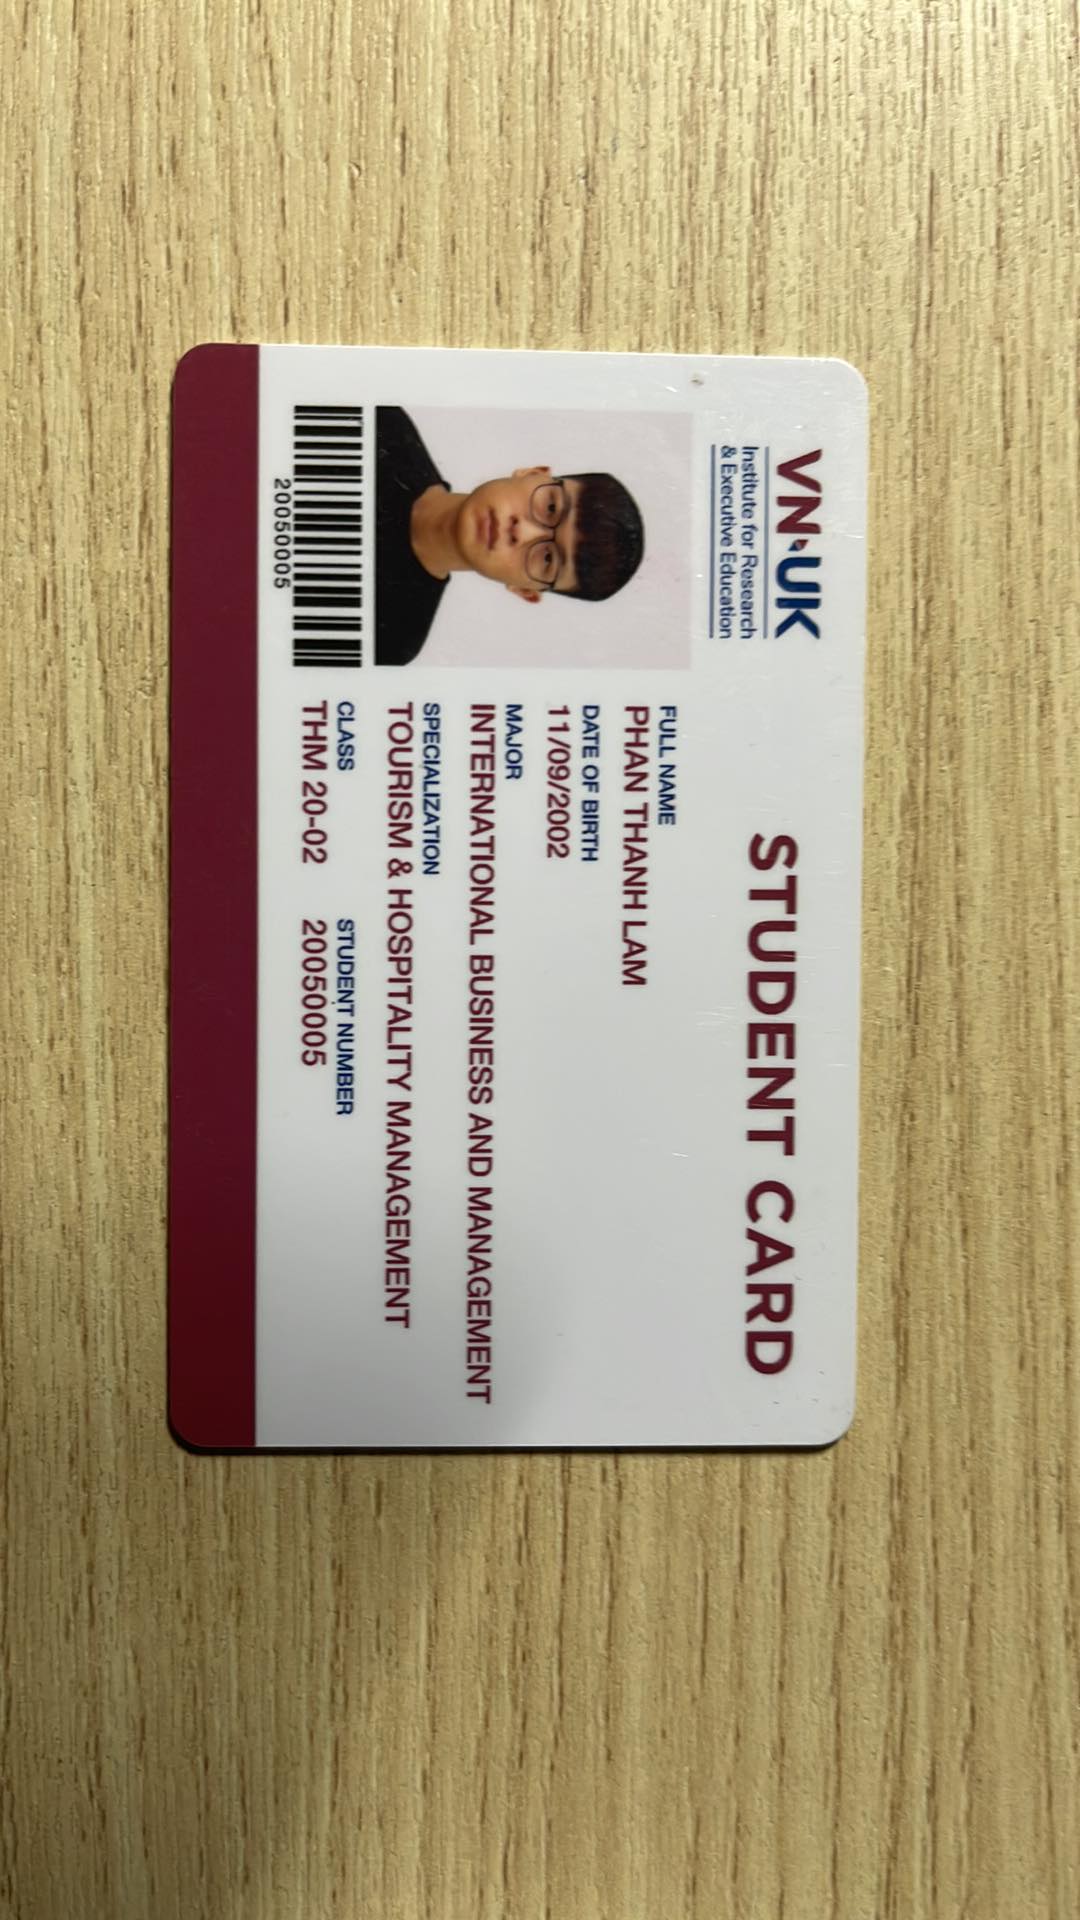 VN UK
Institute for Research
& Executive Education
STUDENT CARD
FULL NAME
PHAN THANH LAM
DATE OF BIRTH
11/09/2002
MAJOR
INTERNATIONAL BUSINESS AND MANAGEMENT
SPECIALIZATION
TOURISM & HOSPITALITY MANAGEMENT
CLASS STUDENT NUMBER
THM 20-02 20050005
20050005